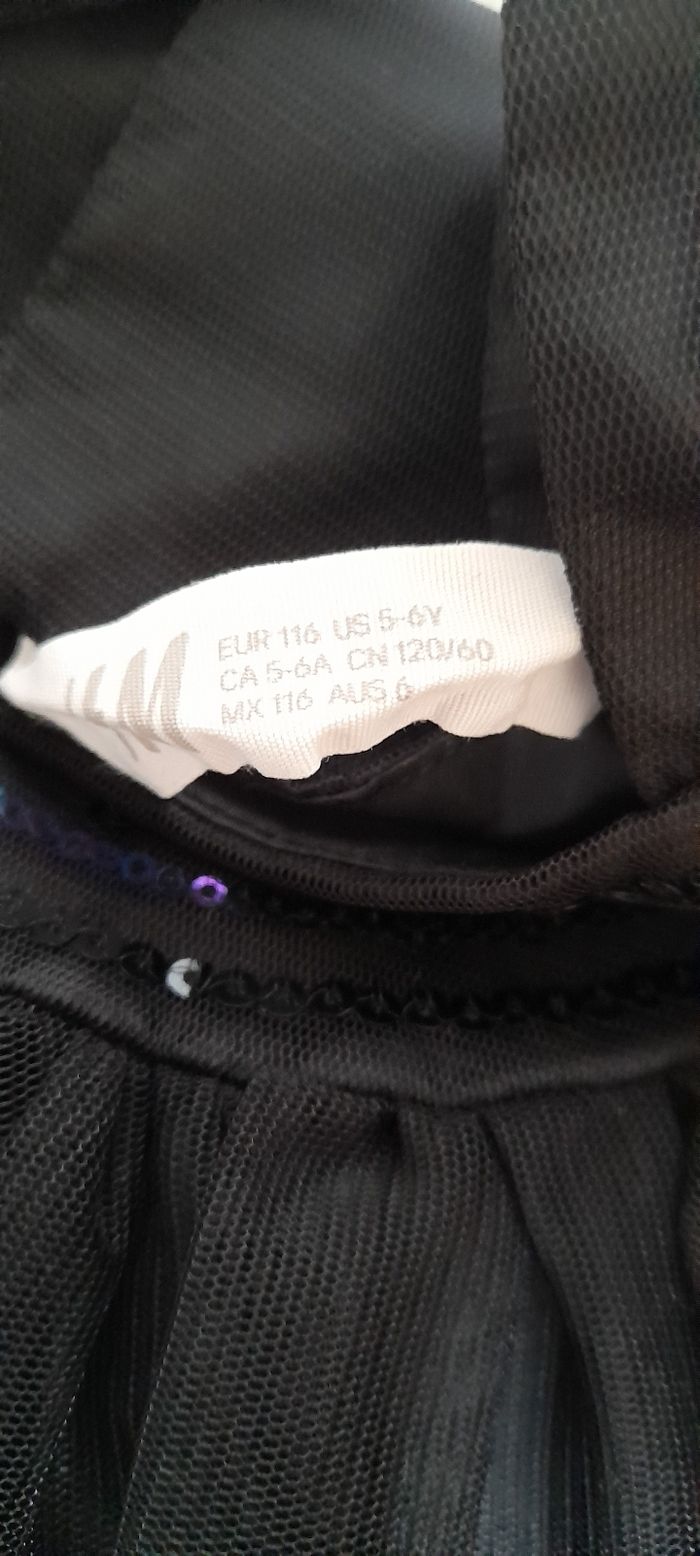 EUR 116 US 5-6Y
CA 5-6A CN 120/60
MX 116 AUS 6